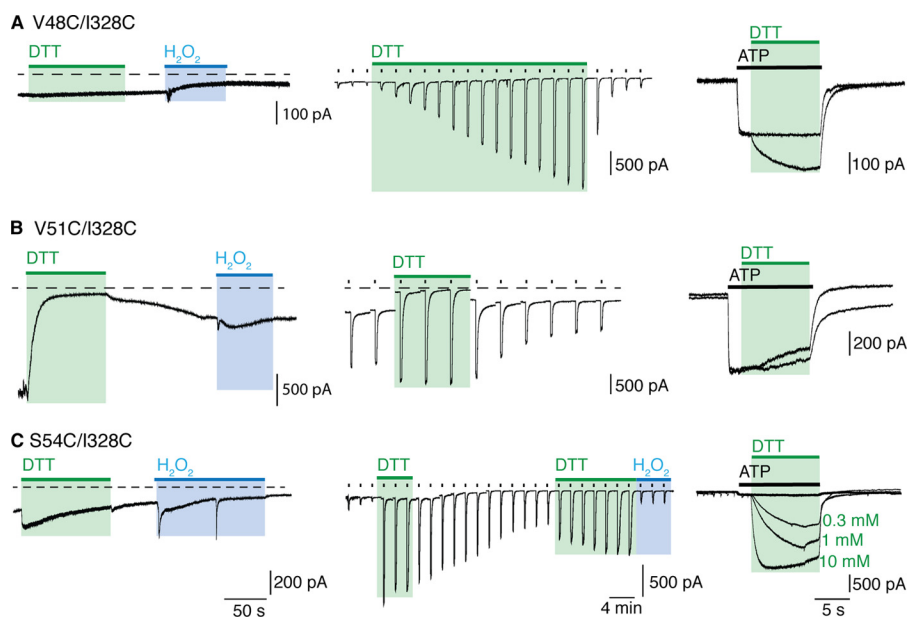 A V48C/I328C
DTT
H2O2
100 pA
DTT
500 pA
DTT
ATP
100 pA
B V51C/I328C
DTT
H2O2
500 pA
DTT
500 pA
DTT
ATP
200 pA
C S54C/I328C
DTT
H2O2
200 pA
50 s
DTT
DTT
H2O2
500 pA
4 min
DTT
ATP
0.3 mM
1 mM
10 mM
500 pA
5 s